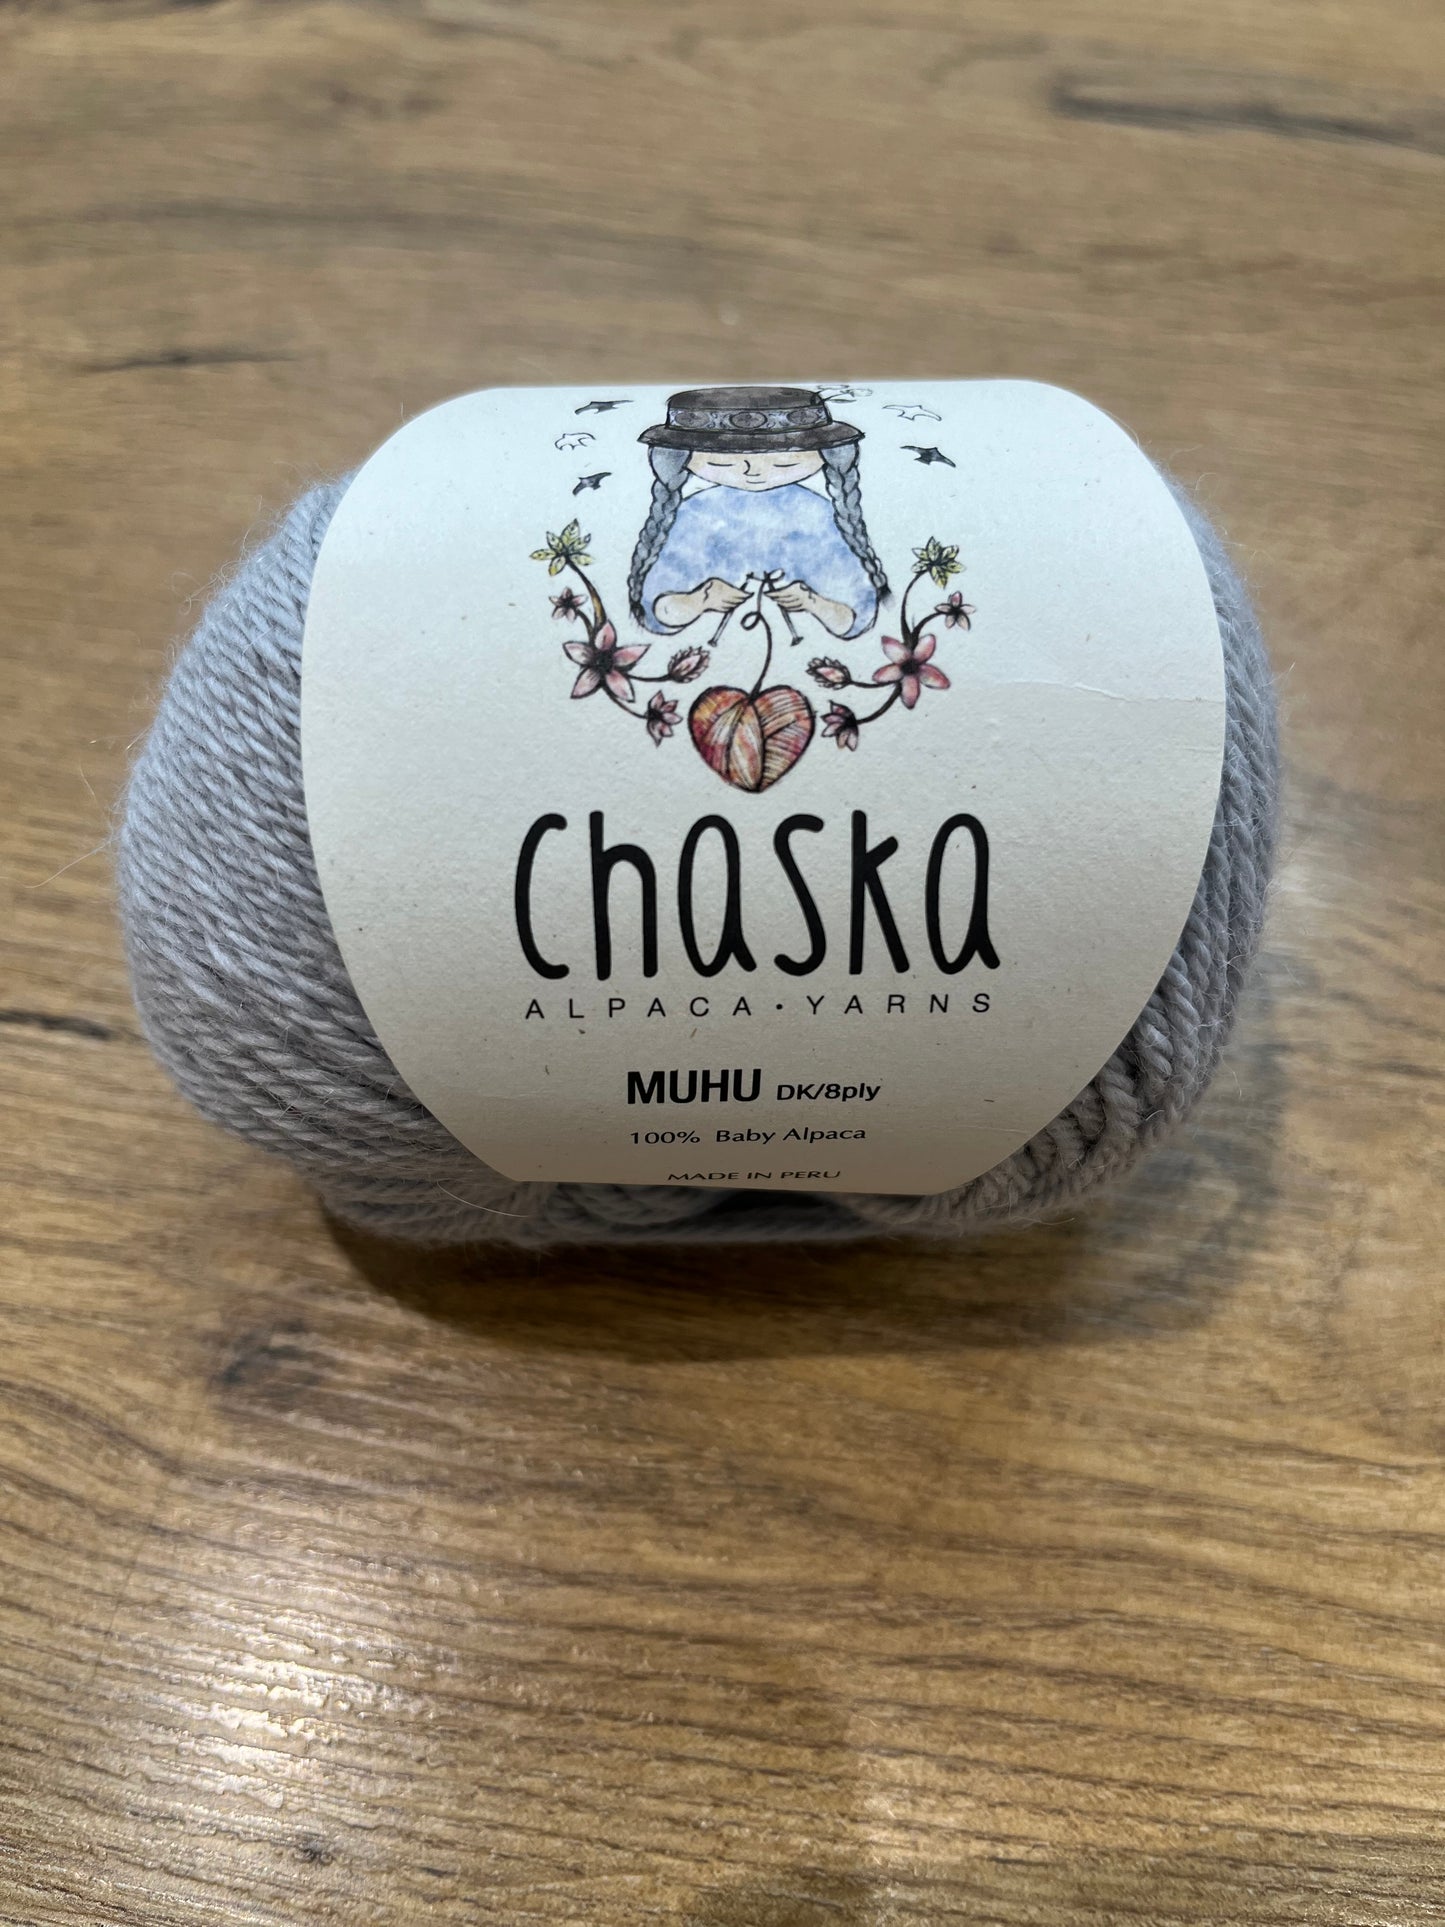 chaska
ALPACA · YARNS
MUHU DK/8ply
100% Baby Alpaca
MADE IN PERU